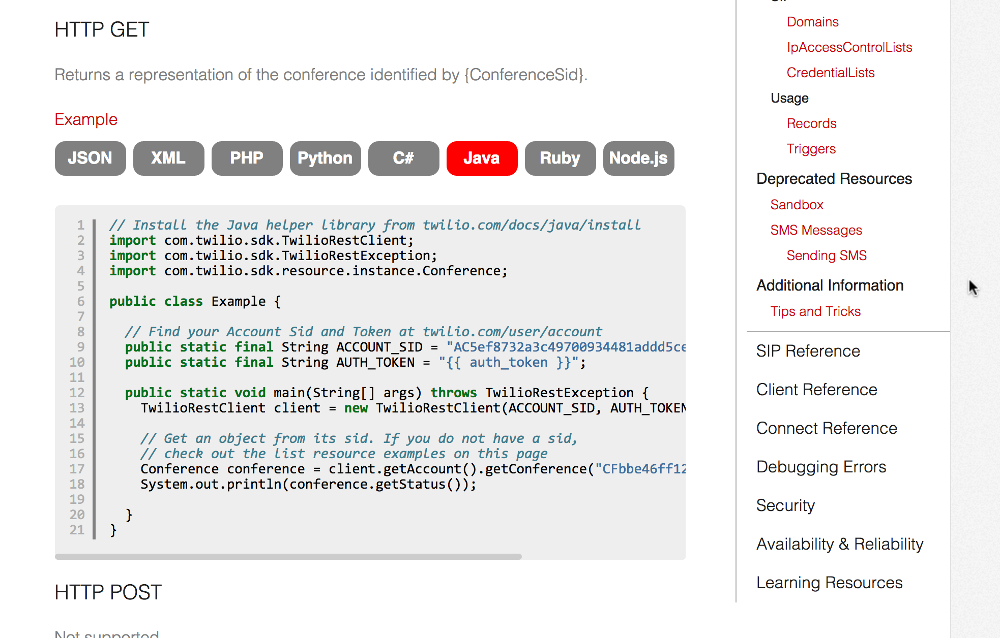 HTTP GET
Returns a representation of the conference identified by {ConferenceSid}.
Example
JSON
XML
PHP
Python
C#
Java
Ruby
Node.js
1 // Install the Java helper library from twilio.com/docs/java/install
2 import com.twilio.sdk.TwilioRestClient;
3 import com.twilio.sdk.TwilioRestException;
4 import com.twilio.sdk.resource.instance.Conference;
5
6 public class Example {
7
8 // Find your Account Sid and Token at twilio.com/user/account
9 public static final String ACCOUNT_SID = "AC5ef8732a3c49700934481addd5ce
10 public static final String AUTH_TOKEN = "{{ auth_token }}";
11
12 public static void main(String[] args) throws TwilioRestException {
13 TwilioRestClient client = new TwilioRestClient(ACCOUNT_SID, AUTH_TOKEN
14
15 // Get an object from its sid. If you do not have a sid,
16 // check out the list resource examples on this page
17 Conference conference = client.getAccount().getConference("CFbbe46ff12
18 System.out.println(conference.getStatus());
19
20 }
21 }
HTTP POST
Not supported
Domains
IpAccessControlLists
CredentialLists
Usage
Records
Triggers
Deprecated Resources
Sandbox
SMS Messages
Sending SMS
Additional Information
Tips and Tricks
SIP Reference
Client Reference
Connect Reference
Debugging Errors
Security
Availability & Reliability
Learning Resources